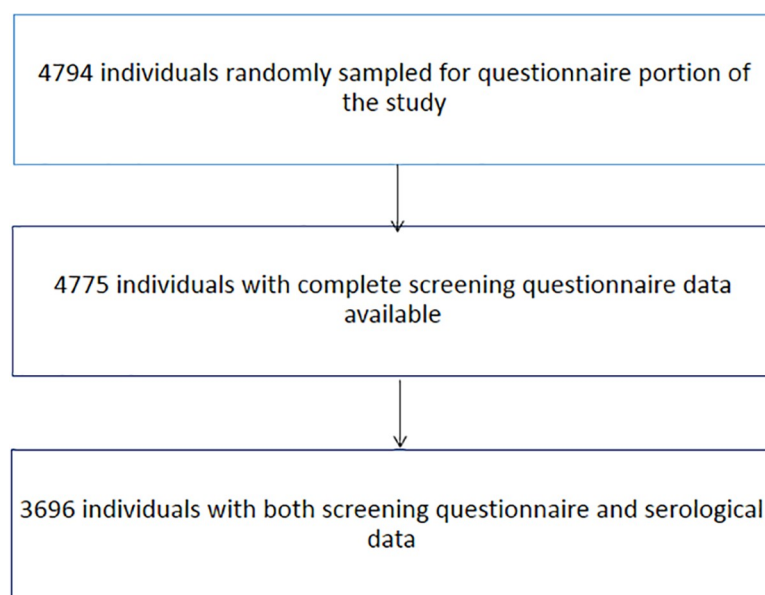 4794 individuals randomly sampled for questionnaire portion of
the study
4775 individuals with complete screening questionnaire data
available
3696 individuals with both screening questionnaire and serological
data